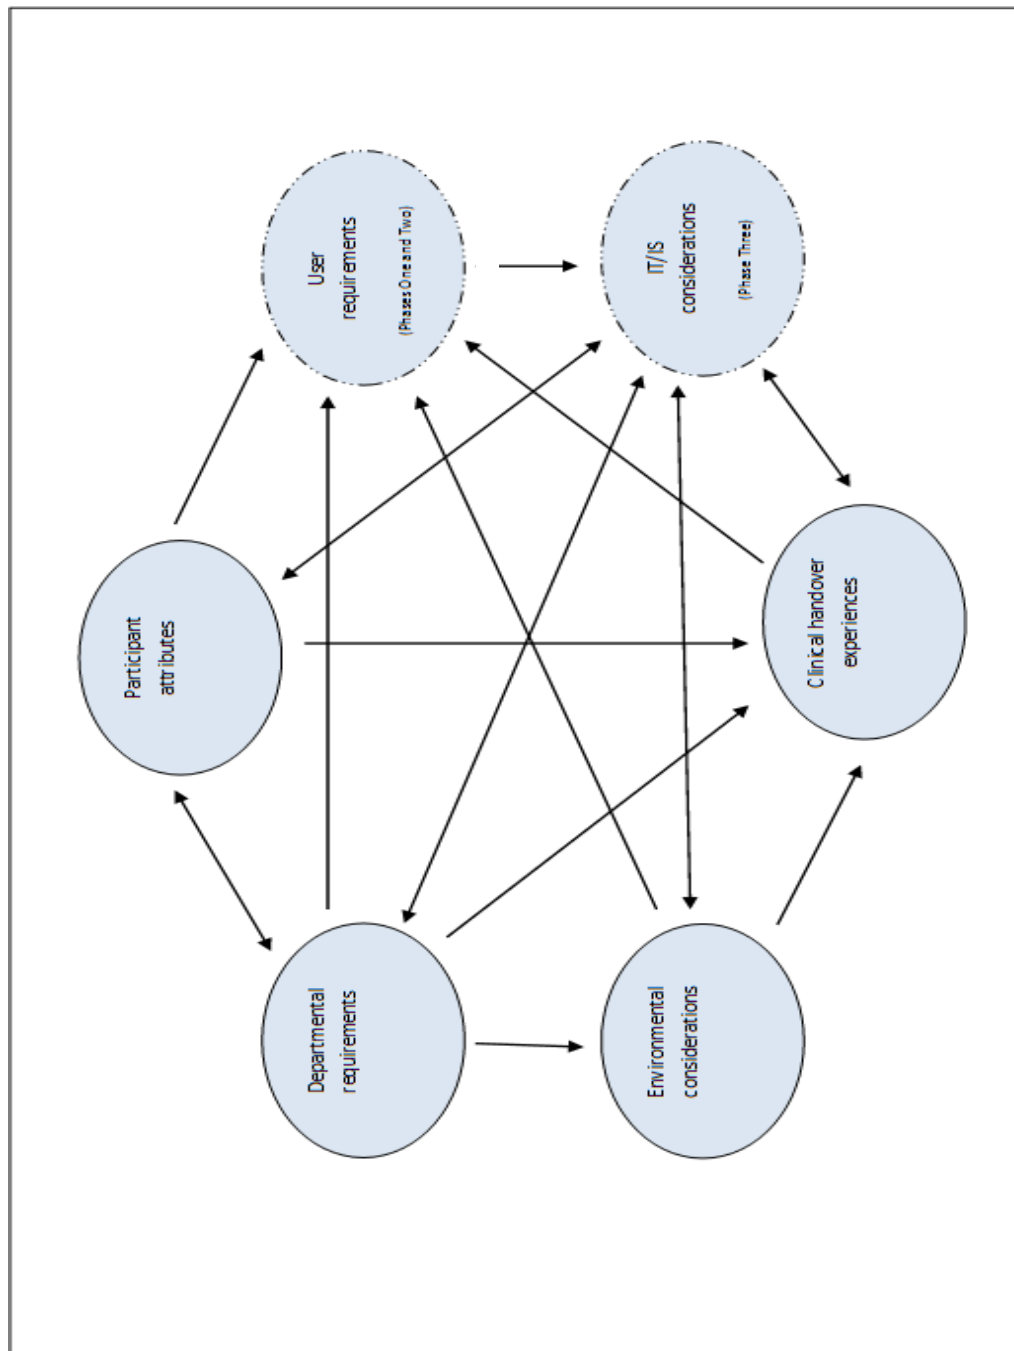 Participant
attributes
User
requirements
(Phases One and Two)
Departmental
requirements
IT/IS
considerations
(Phase Three)
Environmental
considerations
Clinical handover
experiences